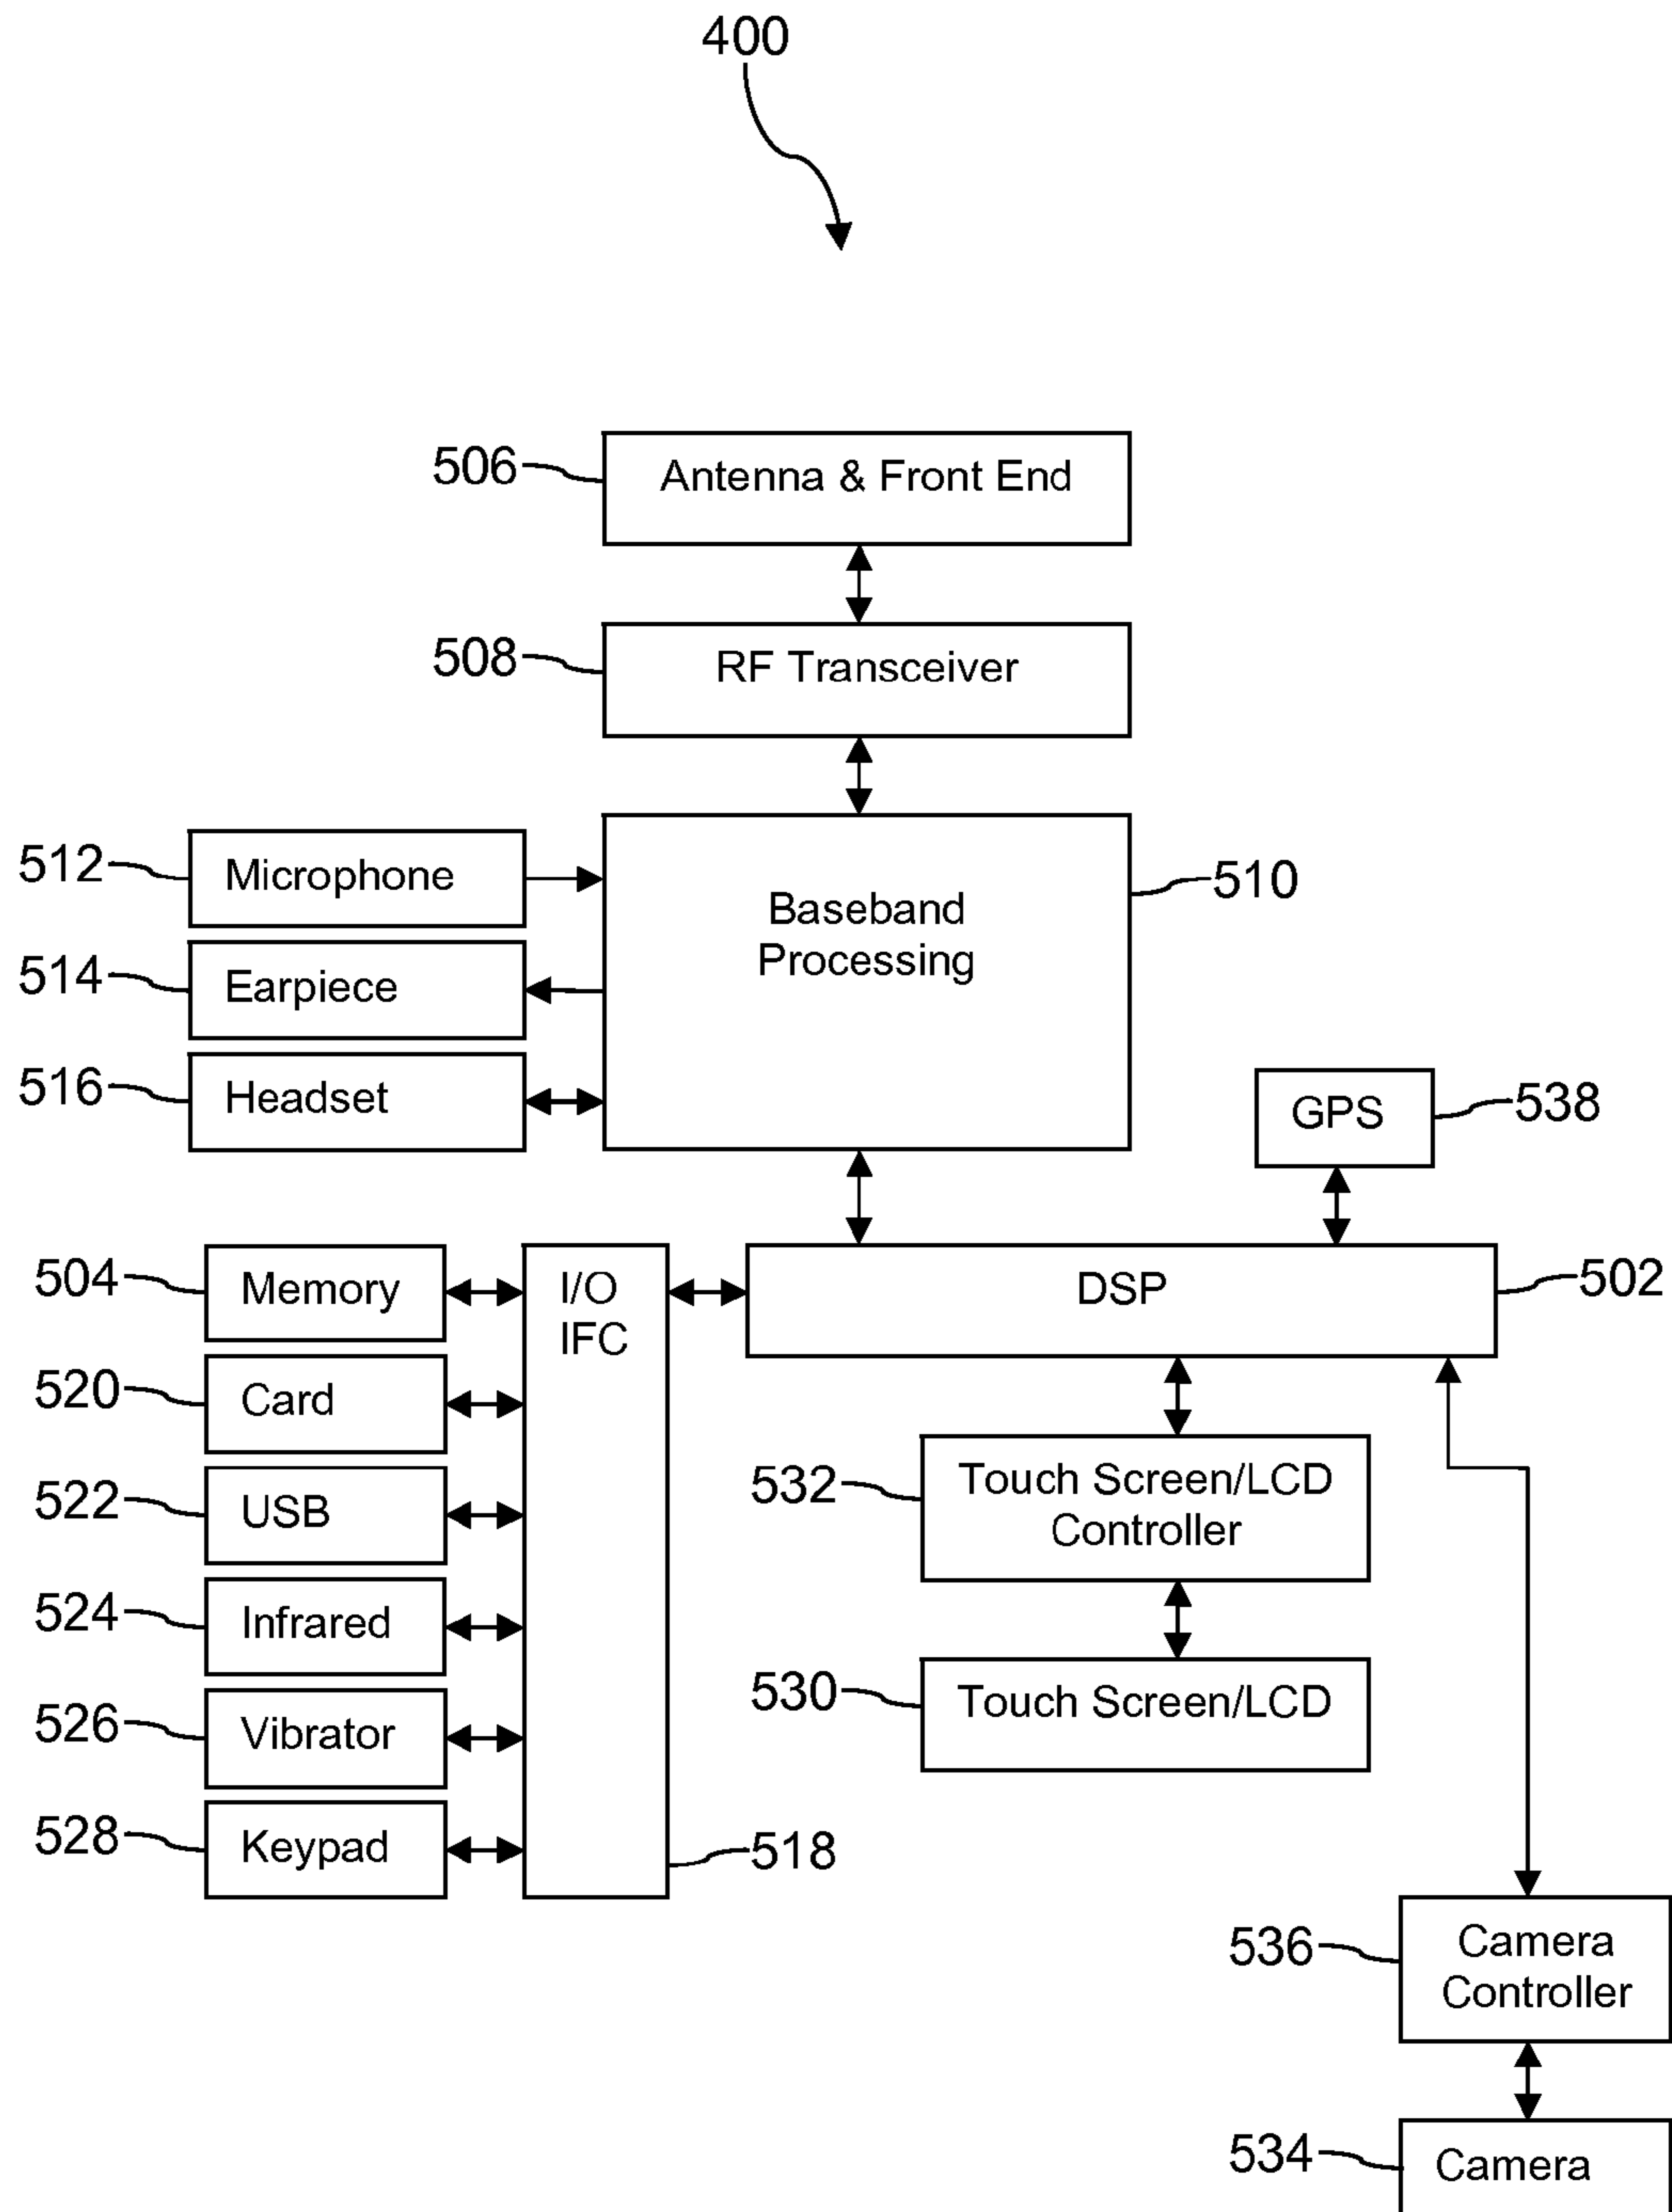 400
506
Antenna & Front End
508
RF Transceiver
512
Microphone
Baseband
Processing
510
514
Earpiece
516
Headset
GPS
538
504
Memory
I/O
IFC
DSP
502
520
Card
522
USB
532
Touch Screen/LCD
Controller
524
Infrared
530
Touch Screen/LCD
526
Vibrator
528
Keypad
518
536
Camera
Controller
534
Camera